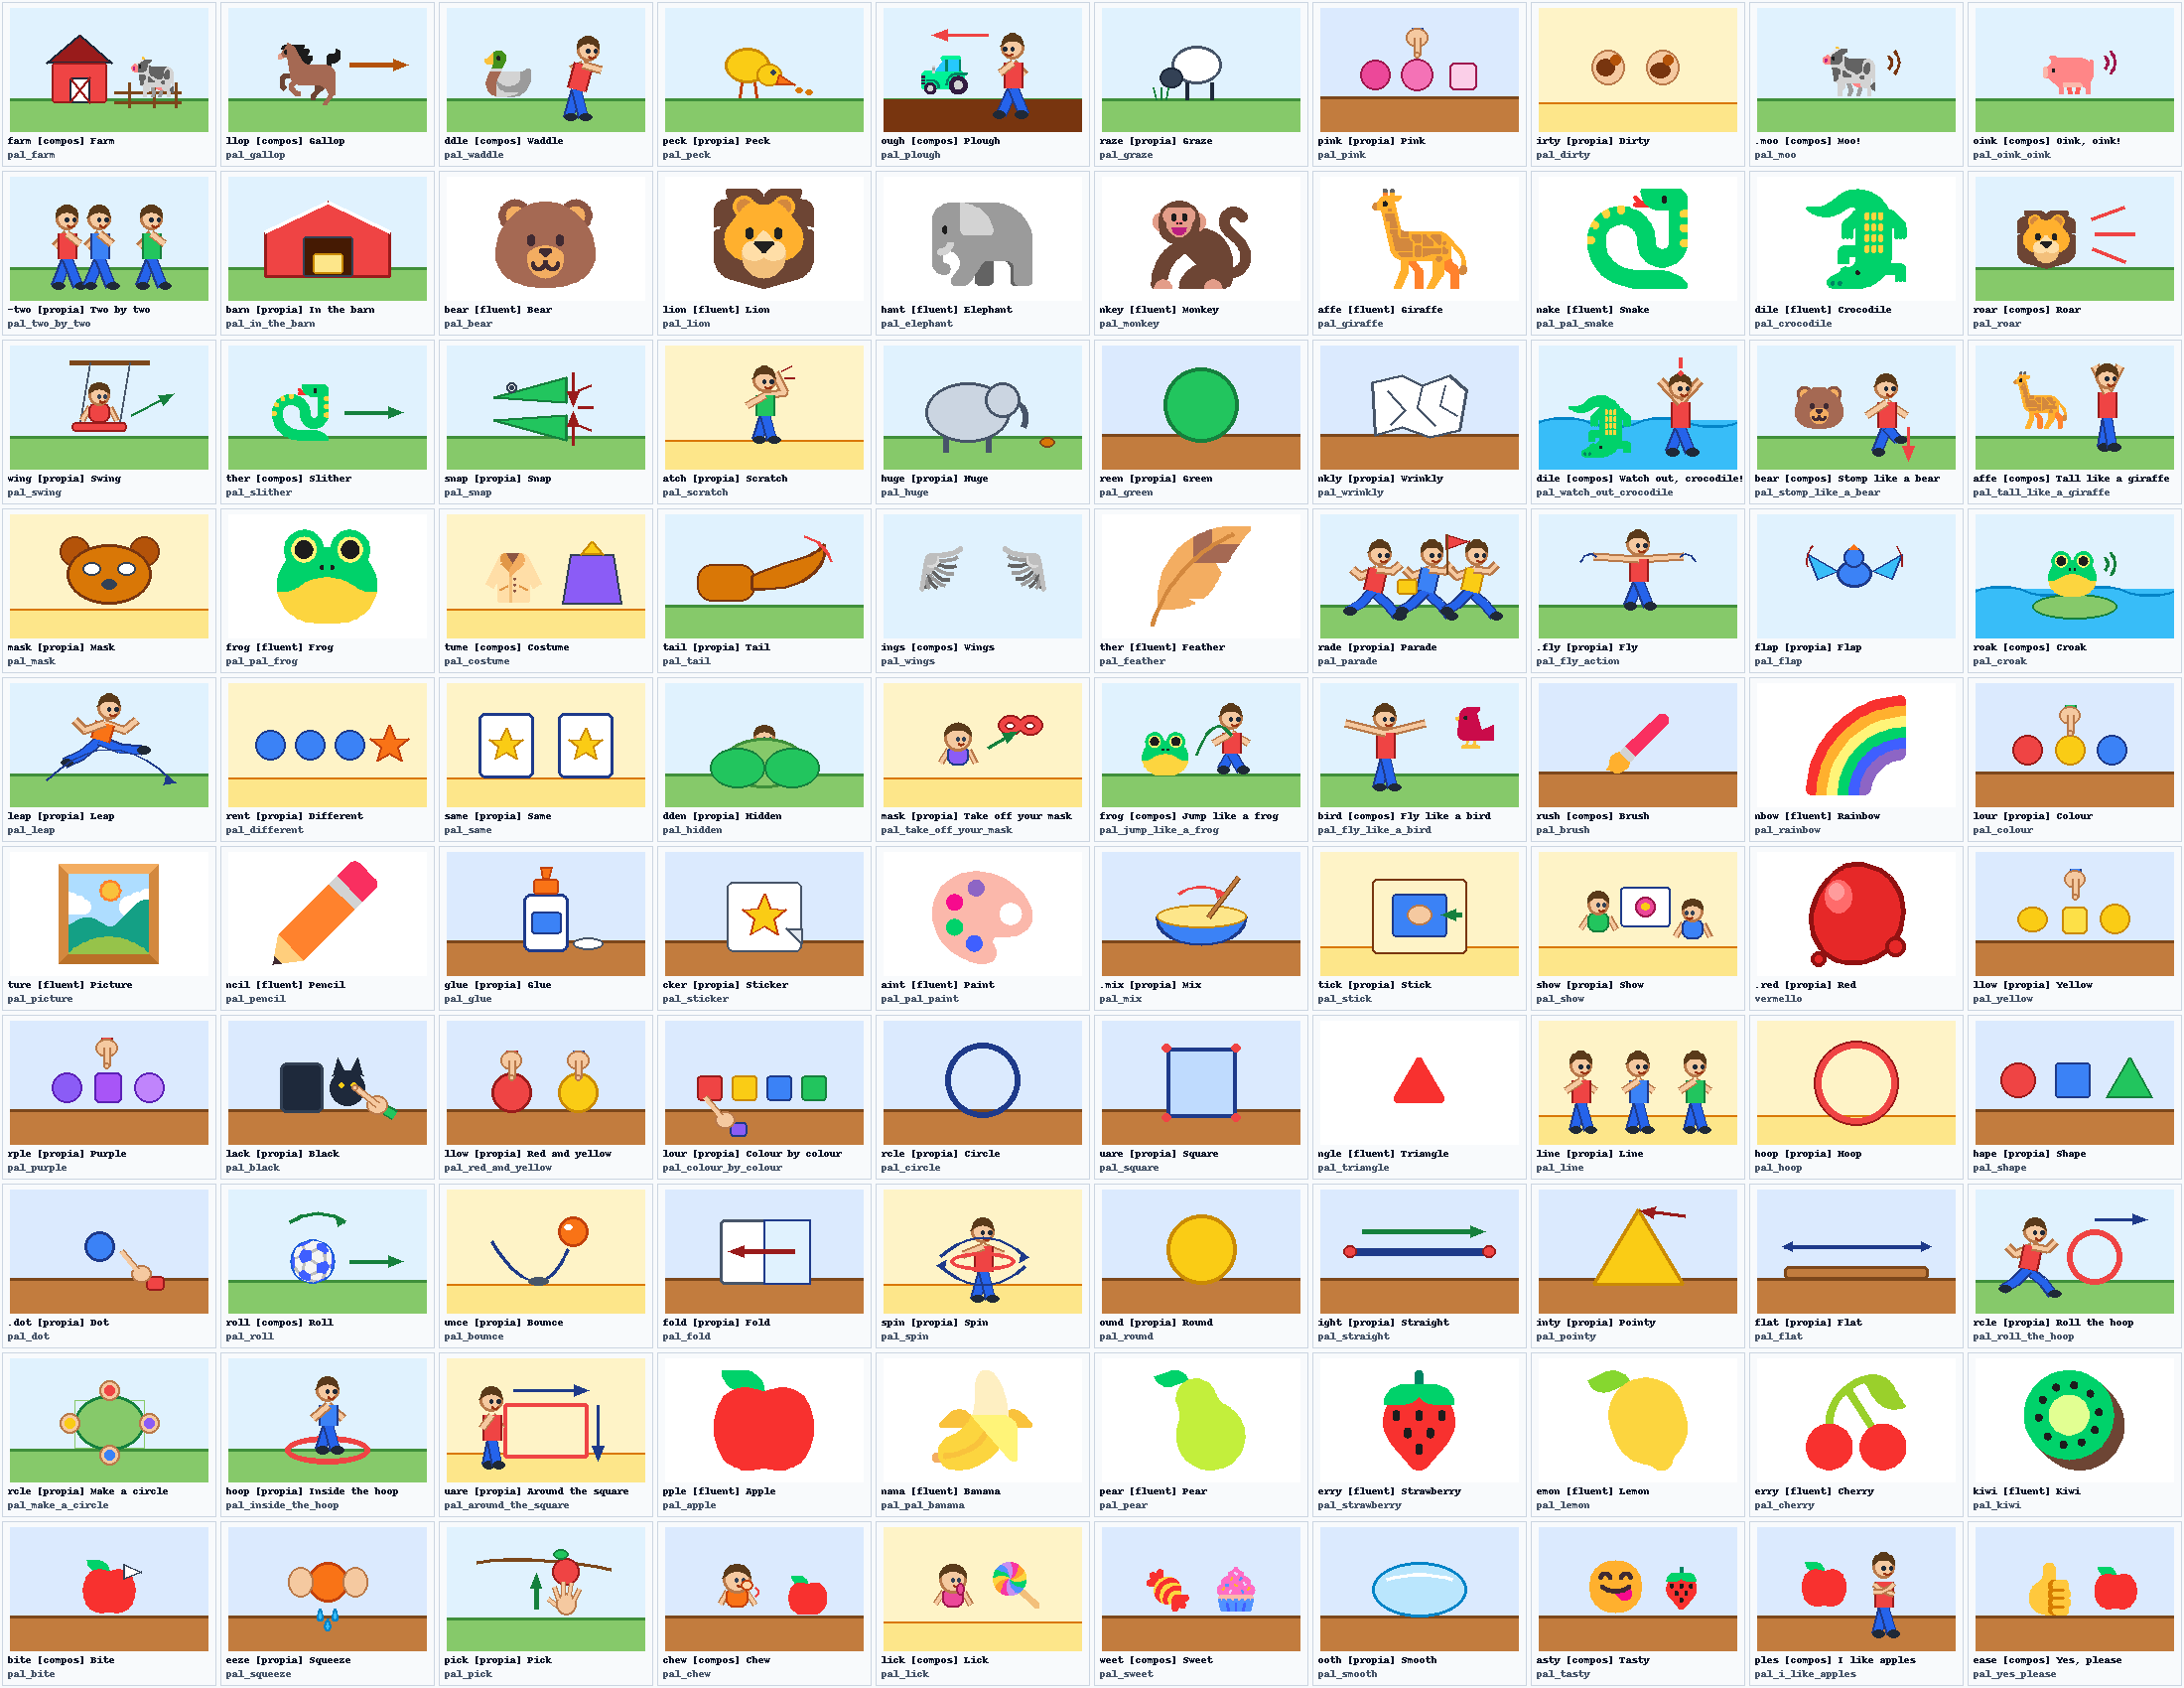 farm [compos] Farm
pal_farm
llop [compos] Gallop
pal_gallop
ddle [compos] Waddle
pal_waddle
peck [propia] Peck
pal_peck
ough [compos] Plough
pal_plough
raze [propia] Graze
pal_graze
pink [propia] Pink
pal_pink
irty [propia] Dirty
pal_dirty
.moo [compos] Moo!
pal_moo
oink [compos] Oink, oink!
pal_oink_oink
-two [propia] Two by two
pal_two_by_two
barn [propia] In the barn
pal_in_the_barn
bear [fluent] Bear
pal_bear
lion [fluent] Lion
pal_lion
hant [fluent] Elephant
pal_elephant
nkey [fluent] Monkey
pal_monkey
affe [fluent] Giraffe
pal_giraffe
nake [fluent] Snake
pal_pal_snake
dile [fluent] Crocodile
pal_crocodile
roar [compos] Roar
pal_roar
wing [propia] Swing
pal_swing
ther [compos] Slither
pal_slither
snap [propia] Snap
pal_snap
atch [propia] Scratch
pal_scratch
huge [propia] Huge
pal_huge
reen [propia] Green
pal_green
nkly [propia] Wrinkly
pal_wrinkly
dile [compos] Watch out, crocodile!
pal_watch_out_crocodile
bear [compos] Stomp like a bear
pal_stomp_like_a_bear
affe [compos] Tall like a giraffe
pal_tall_like_a_giraffe
mask [propia] Mask
pal_mask
frog [fluent] Frog
pal_pal_frog
tume [compos] Costume
pal_costume
tail [propia] Tail
pal_tail
ings [compos] Wings
pal_wings
ther [fluent] Feather
pal_feather
rade [propia] Parade
pal_parade
.fly [propia] Fly
pal_fly_action
flap [propia] Flap
pal_flap
roak [compos] Croak
pal_croak
leap [propia] Leap
pal_leap
rent [propia] Different
pal_different
same [propia] Same
pal_same
dden [propia] Hidden
pal_hidden
mask [propia] Take off your mask
pal_take_off_your_mask
frog [compos] Jump like a frog
pal_jump_like_a_frog
bird [compos] Fly like a bird
pal_fly_like_a_bird
rush [compos] Brush
pal_brush
nbow [fluent] Rainbow
pal_rainbow
lour [propia] Colour
pal_colour
ture [fluent] Picture
pal_picture
ncil [fluent] Pencil
pal_pencil
glue [propia] Glue
pal_glue
cker [propia] Sticker
pal_sticker
aint [fluent] Paint
pal_pal_paint
.mix [propia] Mix
pal_mix
tick [propia] Stick
pal_stick
show [propia] Show
pal_show
.red [propia] Red
vermello
llow [propia] Yellow
pal_yellow
rple [propia] Purple
pal_purple
lack [propia] Black
pal_black
llow [propia] Red and yellow
pal_red_and_yellow
lour [propia] Colour by colour
pal_colour_by_colour
rcle [propia] Circle
pal_circle
uare [propia] Square
pal_square
ngle [fluent] Triangle
pal_triangle
line [propia] Line
pal_line
hoop [propia] Hoop
pal_hoop
hape [propia] Shape
pal_shape
.dot [propia] Dot
pal_dot
roll [compos] Roll
pal_roll
unce [propia] Bounce
pal_bounce
fold [propia] Fold
pal_fold
spin [propia] Spin
pal_spin
ound [propia] Round
pal_round
ight [propia] Straight
pal_straight
inty [propia] Pointy
pal_pointy
flat [propia] Flat
pal_flat
rcle [propia] Roll the hoop
pal_roll_the_hoop
rcle [propia] Make a circle
pal_make_a_circle
hoop [propia] Inside the hoop
pal_inside_the_hoop
uare [propia] Around the square
pal_around_the_square
pple [fluent] Apple
pal_apple
nana [fluent] Banana
pal_pal_banana
pear [fluent] Pear
pal_pear
erry [fluent] Strawberry
pal_strawberry
emon [fluent] Lemon
pal_lemon
erry [fluent] Cherry
pal_cherry
kiwi [fluent] Kiwi
pal_kiwi
bite [compos] Bite
pal_bite
eeze [propia] Squeeze
pal_squeeze
pick [propia] Pick
pal_pick
chew [compos] Chew
pal_chew
lick [compos] Lick
pal_lick
weet [compos] Sweet
pal_sweet
ooth [propia] Smooth
pal_smooth
asty [compos] Tasty
pal_tasty
ples [compos] I like apples
pal_i_like_apples
ease [compos] Yes, please
pal_yes_please